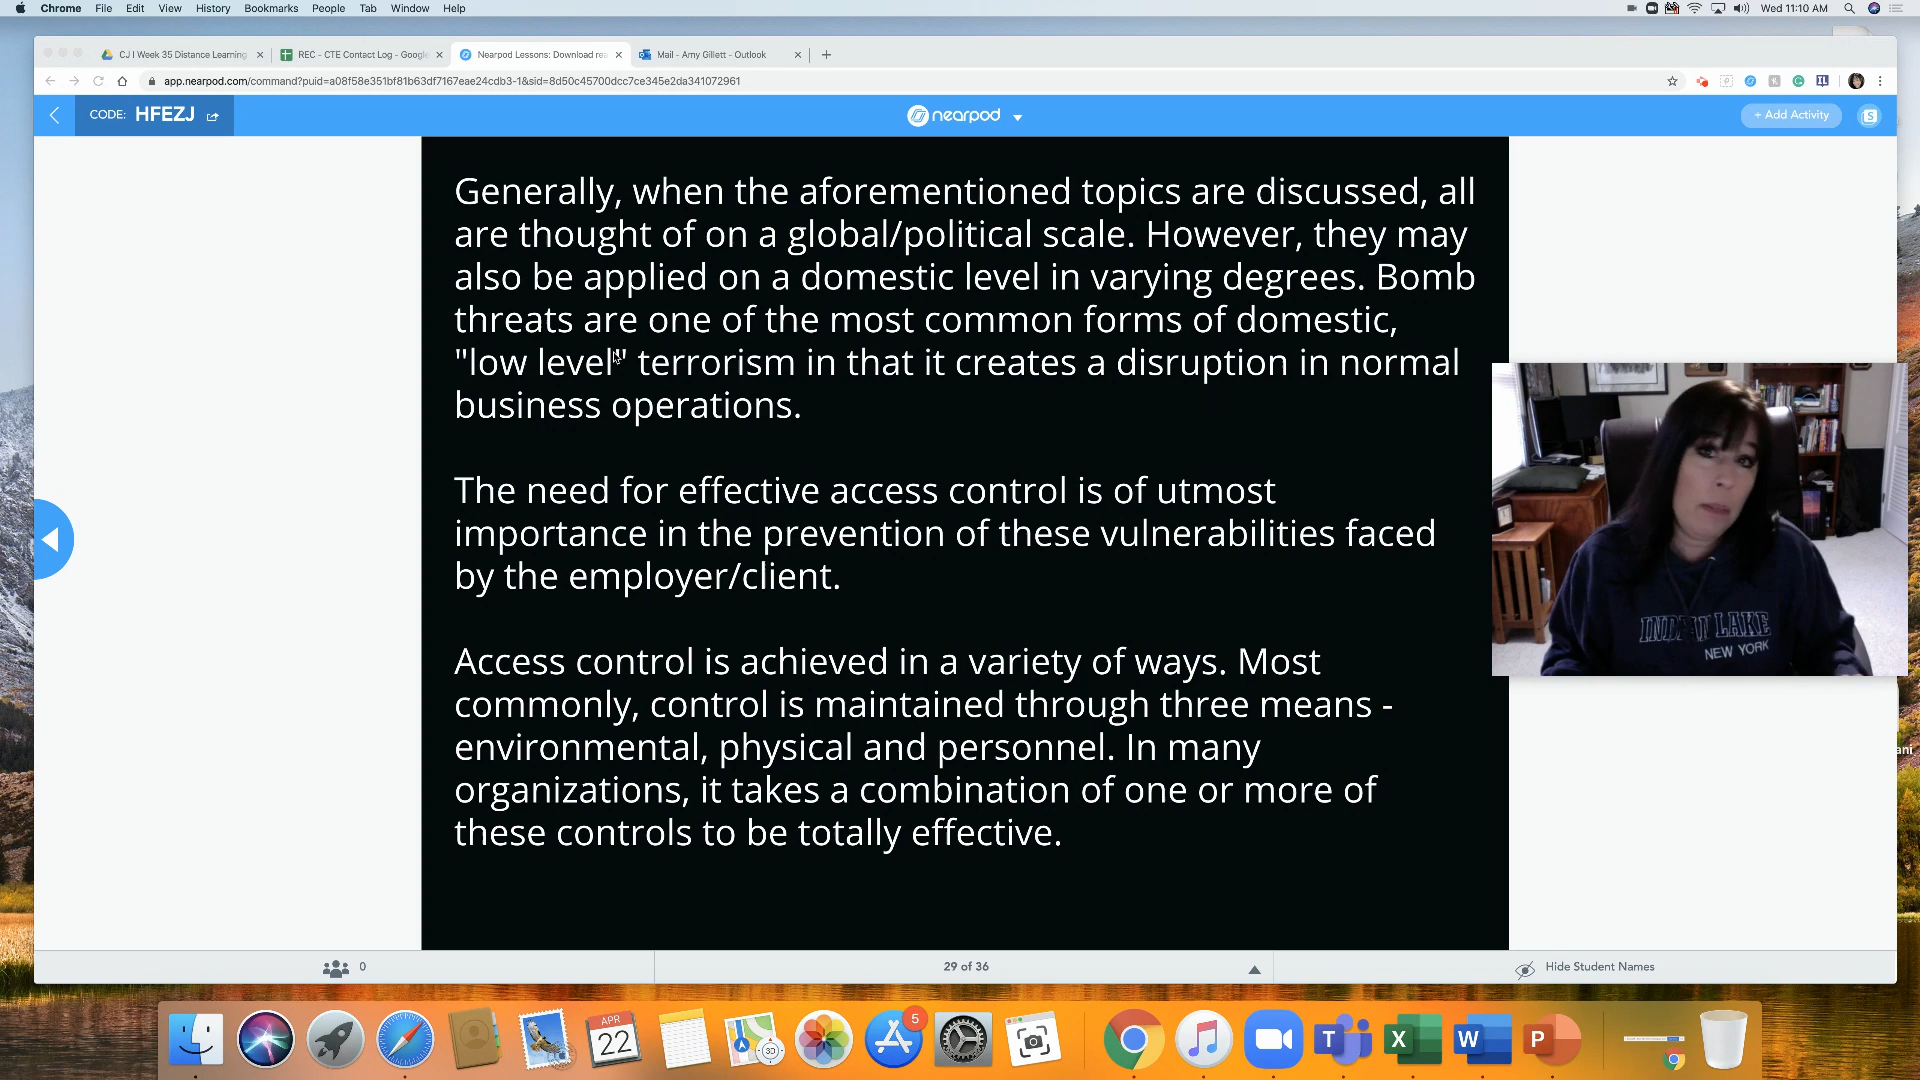 Chrome File Edit View History Bookmarks People Tab Window Help Wed 11:10 AM
CJ I Week 35 Distance Learning REC - CTE Contact Log - Google Nearpod Lessons: Download rea Mail - Amy Gillett - Outlook
app.nearpod.com/command?puid=a08f58e351bf81b63df7167eae24cdb3-1&sid=8d50c45700dcc7ce345e2da341072961
CODE: HFEZJ nearpod + Add Activity S
Generally, when the aforementioned topics are discussed, all
are thought of on a global/political scale. However, they may
also be applied on a domestic level in varying degrees. Bomb
threats are one of the most common forms of domestic,
"low level" terrorism in that it creates a disruption in normal
business operations.
The need for effective access control is of utmost
importance in the prevention of these vulnerabilities faced
by the employer/client.
Access control is achieved in a variety of ways. Most
commonly, control is maintained through three means -
environmental, physical and personnel. In many
organizations, it takes a combination of one or more of
these controls to be totally effective.
INDIAN LAKE
NEW YORK
ani
0 29 of 36 Hide Student Names
APR
22
3D
5
T
X
W
P